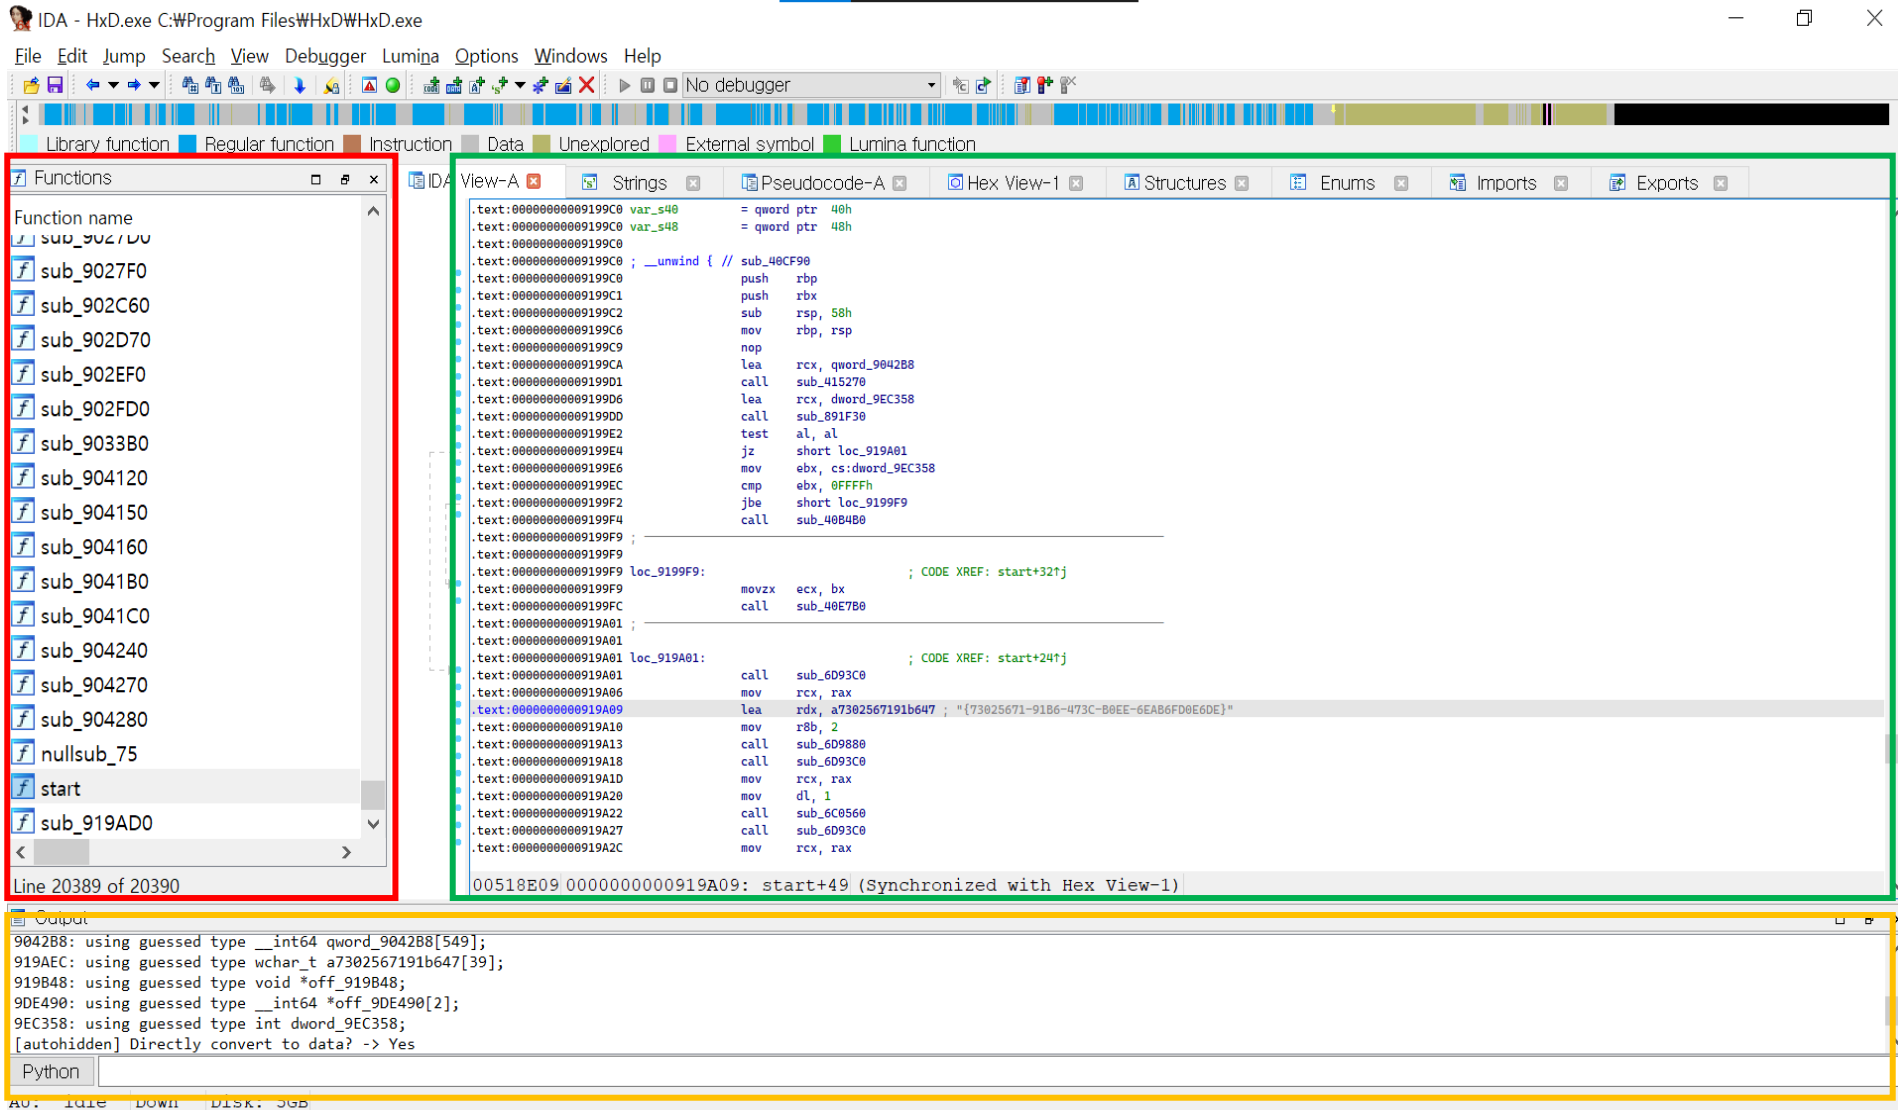 IDA - HxD.exe C:₩Program Files₩HxD₩HxD.exe
File Edit Jump Search View Debugger Lumina Options Windows Help
No debugger
Library function Regular function Instruction Data Unexplored External symbol Lumina function
Functions
Function name
sub_9027D0
sub_9027F0
sub_902C60
sub_902D70
sub_902EF0
sub_902FD0
sub_9033B0
sub_904120
sub_904150
sub_904160
sub_9041B0
sub_9041C0
sub_904240
sub_904270
sub_904280
nullsub_75
start
sub_919AD0
Line 20389 of 20390
IDA View-A Strings Pseudocode-A Hex View-1 Structures Enums Imports Exports
.text:00000000009199C0 var_s40 = qword ptr 40h
.text:00000000009199C0 var_s48 = qword ptr 48h
.text:00000000009199C0
.text:00000000009199C0 ; __unwind { // sub_40CF90
.text:00000000009199C0 push rbp
.text:00000000009199C1 push rbx
.text:00000000009199C2 sub rsp, 58h
.text:00000000009199C6 mov rbp, rsp
.text:00000000009199C9 nop
.text:00000000009199CA lea rcx, qword_9042B8
.text:00000000009199D1 call sub_415270
.text:00000000009199D6 lea rcx, dword_9EC358
.text:00000000009199DD call sub_891F30
.text:00000000009199E2 test al, al
.text:00000000009199E4 jz short loc_919A01
.text:00000000009199E6 mov ebx, cs:dword_9EC358
.text:00000000009199EC cmp ebx, 0FFFFh
.text:00000000009199F2 jbe short loc_9199F9
.text:00000000009199F4 call sub_40B4B0
.text:00000000009199F9 ;
.text:00000000009199F9
.text:00000000009199F9 loc_9199F9: ; CODE XREF: start+32↑j
.text:00000000009199F9 movzx ecx, bx
.text:00000000009199FC call sub_40E7B0
.text:0000000000919A01 ;
.text:0000000000919A01
.text:0000000000919A01 loc_919A01: ; CODE XREF: start+24↑j
.text:0000000000919A01 call sub_6D93C0
.text:0000000000919A06 mov rcx, rax
.text:0000000000919A09 lea rdx, a7302567191b647 ; "{73025671-91B6-473C-B0EE-6EAB6FD0E6DE}"
.text:0000000000919A10 mov r8b, 2
.text:0000000000919A13 call sub_6D9880
.text:0000000000919A18 call sub_6D93C0
.text:0000000000919A1D mov rcx, rax
.text:0000000000919A20 mov dl, 1
.text:0000000000919A22 call sub_6C0560
.text:0000000000919A27 call sub_6D93C0
.text:0000000000919A2C mov rcx, rax
00518E09 0000000000919A09: start+49 (Synchronized with Hex View-1)
Output
9042B8: using guessed type __int64 qword_9042B8[549];
919AEC: using guessed type wchar_t a7302567191b647[39];
919B48: using guessed type void *off_919B48;
9DE490: using guessed type __int64 *off_9DE490[2];
9EC358: using guessed type int dword_9EC358;
[autohidden] Directly convert to data? -> Yes
Python
AU: idle Down Disk: 5GB